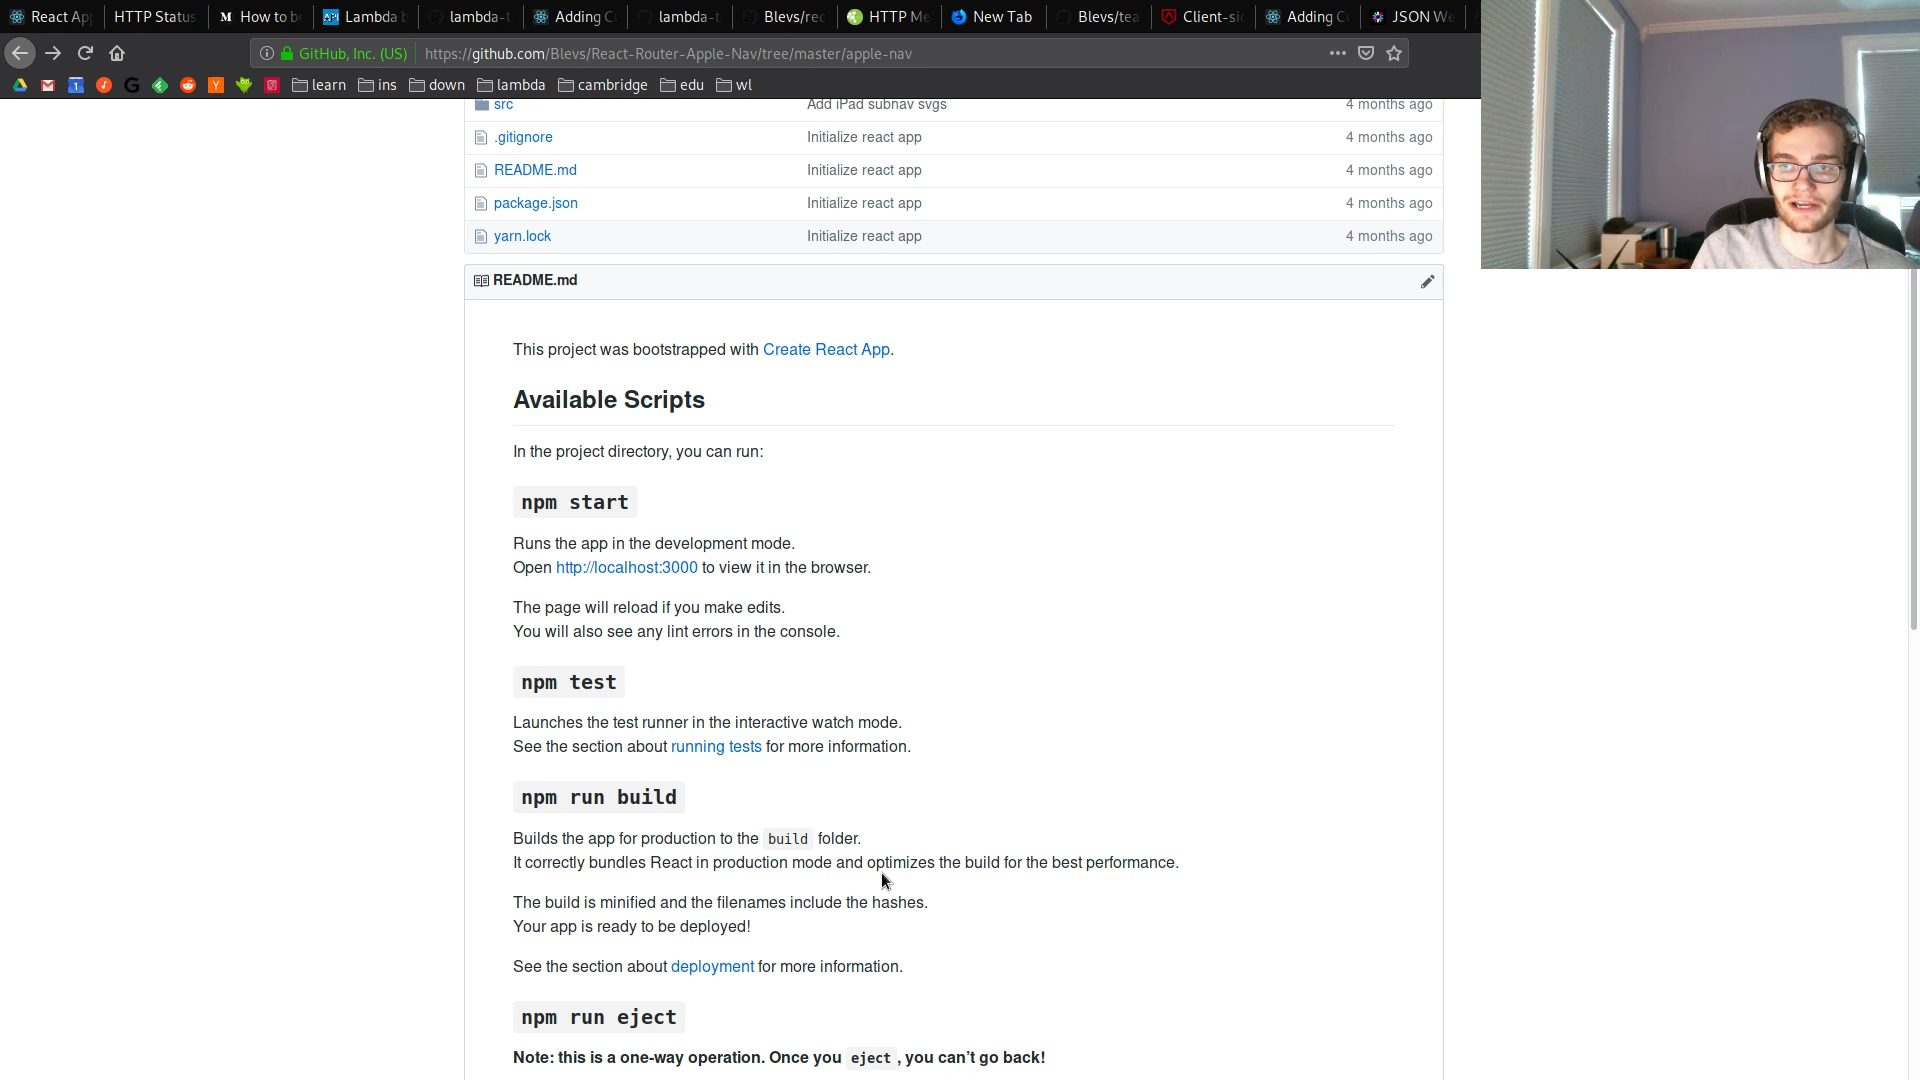 React Ap
HTTP Status
How to b
Lambda
lambda-t
Adding C
lambda-t
Blevs/rec
HTTP Me
New Tab
Blevs/tea
Client-si
Adding C
JSON We
GitHub, Inc. (US)
https://github.com/Blevs/React-Router-Apple-Nav/tree/master/apple-nav
learn ins down lambda cambridge edu wl
src Add iPad subnav svgs 4 months ago
.gitignore Initialize react app 4 months ago
README.md Initialize react app 4 months ago
package.json Initialize react app 4 months ago
yarn.lock Initialize react app 4 months ago
README.md
This project was bootstrapped with Create React App.
Available Scripts
In the project directory, you can run:
npm start
Runs the app in the development mode.
Open http://localhost:3000 to view it in the browser.
The page will reload if you make edits.
You will also see any lint errors in the console.
npm test
Launches the test runner in the interactive watch mode.
See the section about running tests for more information.
npm run build
Builds the app for production to the build folder.
It correctly bundles React in production mode and optimizes the build for the best performance.
The build is minified and the filenames include the hashes.
Your app is ready to be deployed!
See the section about deployment for more information.
npm run eject
Note: this is a one-way operation. Once you eject, you can’t go back!